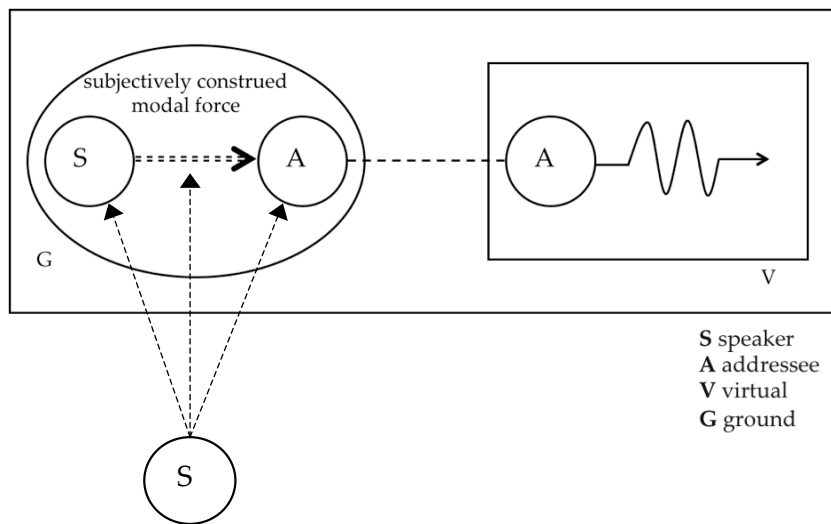 subjectively construed
modal force
S
A
A
G
V
S speaker
A addressee
V virtual
G ground
S